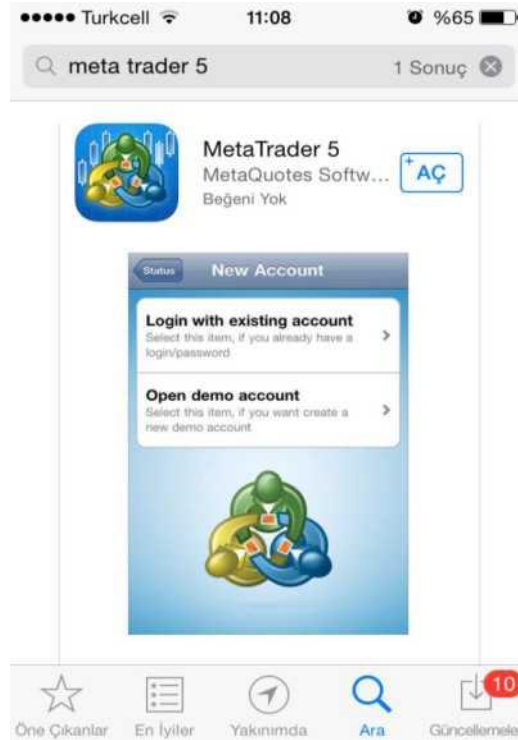 Turkcell 11:08 %65
meta trader 5 1 Sonuç
MetaTrader 5
MetaQuotes Softw...
Beğeni Yok
+AÇ
Status New Account
Login with existing account
Select this item, if you already have a
login/password
Open demo account
Select this item, if you want create a
new demo account
10
Öne Çıkanlar En İyiler Yakınımda Ara Güncellemele